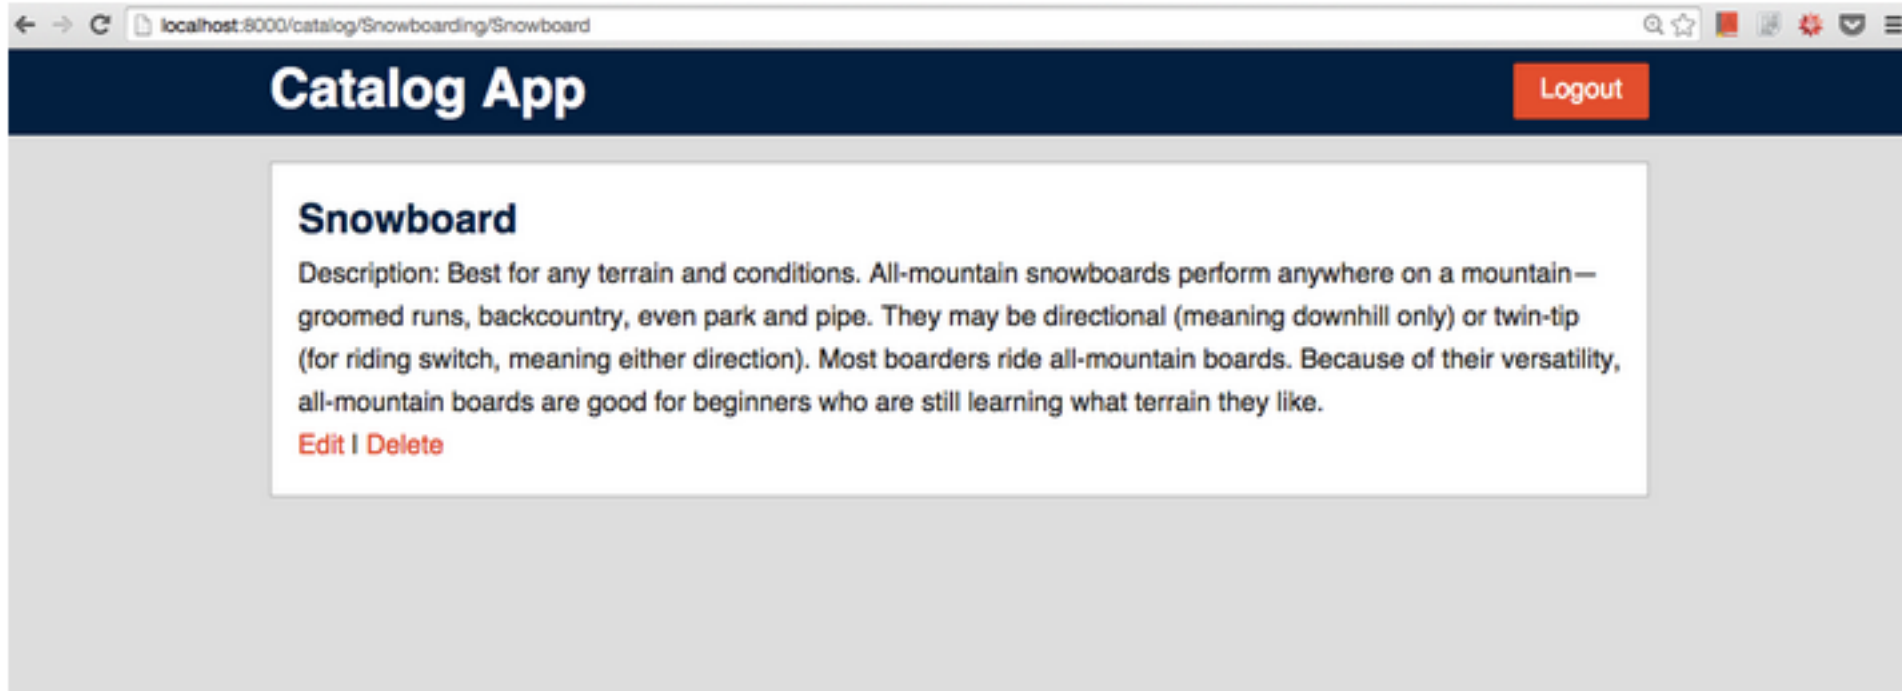 localhost:8000/catalog/Snowboarding/Snowboard
Catalog App
Logout
Snowboard
Description: Best for any terrain and conditions. All-mountain snowboards perform anywhere on a mountain—
groomed runs, backcountry, even park and pipe. They may be directional (meaning downhill only) or twin-tip
(for riding switch, meaning either direction). Most boarders ride all-mountain boards. Because of their versatility,
all-mountain boards are good for beginners who are still learning what terrain they like.
Edit | Delete